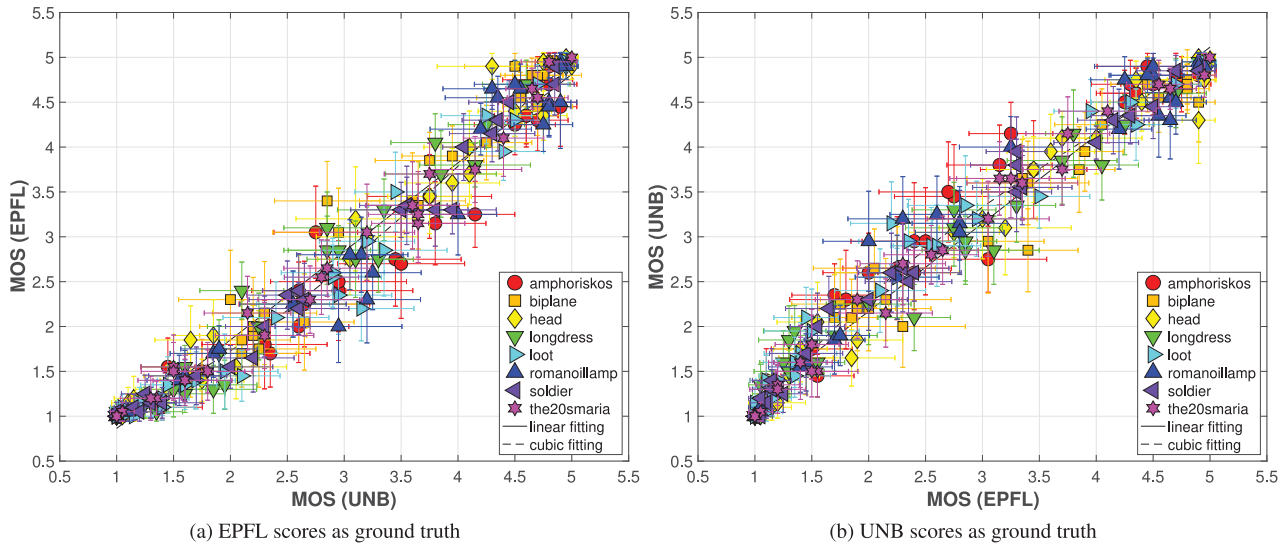 5.5
5
4.5
4
3.5
3
2.5
2
1.5
1
0.5
MOS (EPFL)
amphoriskos
biplane
head
longdress
loot
romanoillamp
soldier
the20smaria
linear fitting
cubic fitting
0.5 1 1.5 2 2.5 3 3.5 4 4.5 5 5.5
MOS (UNB)
(a) EPFL scores as ground truth
5.5
5
4.5
4
3.5
3
2.5
2
1.5
1
0.5
MOS (UNB)
amphoriskos
biplane
head
longdress
loot
romanoillamp
soldier
the20smaria
linear fitting
cubic fitting
0.5 1 1.5 2 2.5 3 3.5 4 4.5 5 5.5
MOS (EPFL)
(b) UNB scores as ground truth